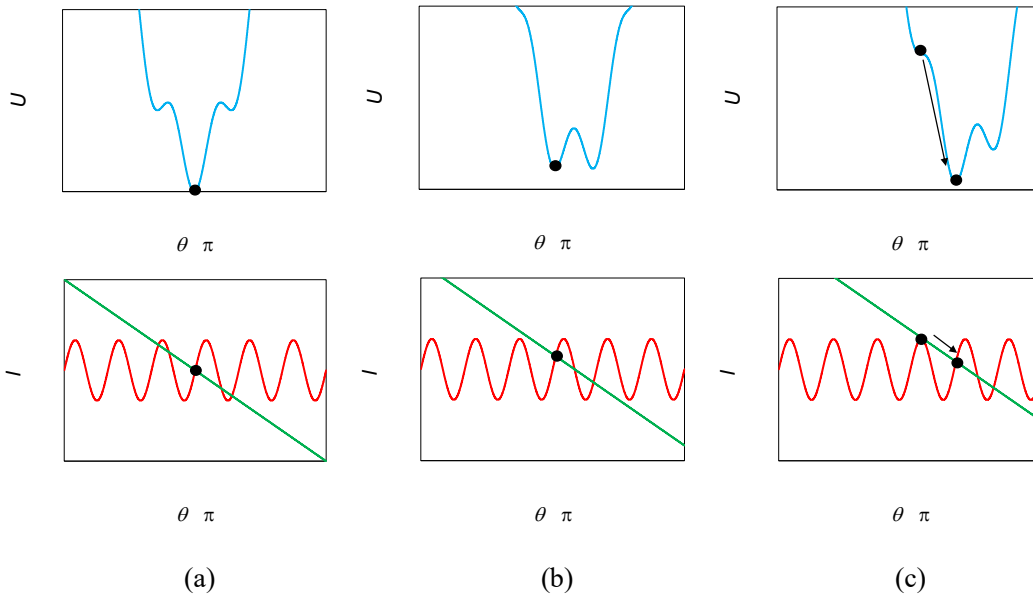 U U U
θ π θ π θ π
I I I
θ π θ π θ π
(a) (b) (c)